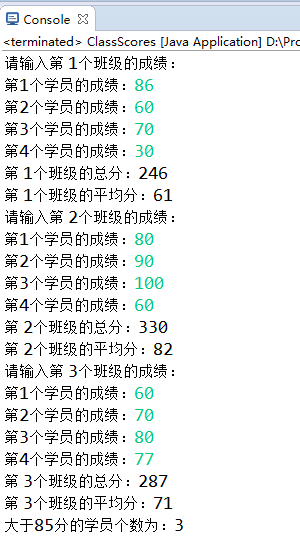 Console
<terminated> ClassScores [Java Application] D:\Pro
请输入第 1个班级的成绩：
第1个学员的成绩：86
第2个学员的成绩：60
第3个学员的成绩：70
第4个学员的成绩：30
第 1个班级的总分：246
第 1个班级的平均分：61
请输入第 2个班级的成绩：
第1个学员的成绩：80
第2个学员的成绩：90
第3个学员的成绩：100
第4个学员的成绩：60
第 2个班级的总分：330
第 2个班级的平均分：82
请输入第 3个班级的成绩：
第1个学员的成绩：60
第2个学员的成绩：70
第3个学员的成绩：80
第4个学员的成绩：77
第 3个班级的总分：287
第 3个班级的平均分：71
大于85分的学员个数为：3